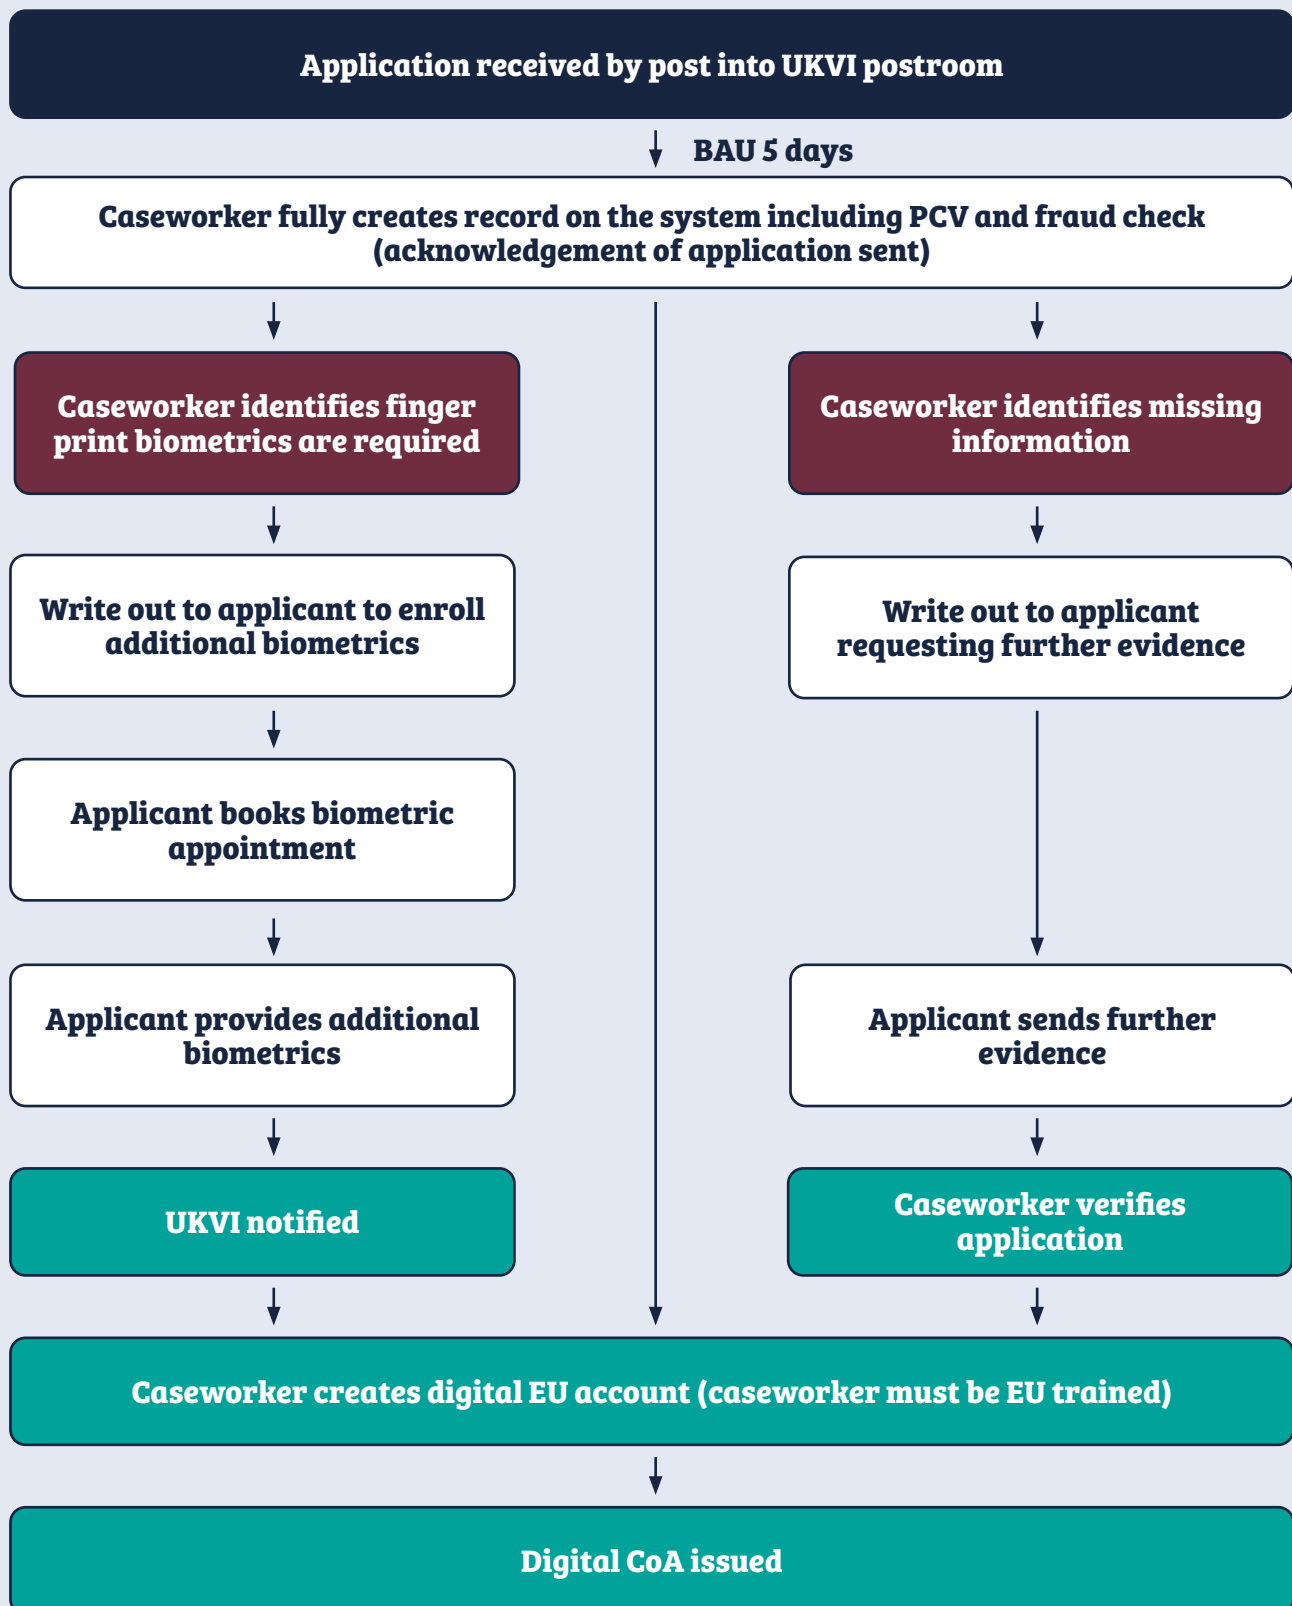 Application received by post into UKVI postroom
BAU 5 days
Caseworker fully creates record on the system including PCV and fraud check
(acknowledgement of application sent)
Caseworker identifies finger
print biometrics are required
Caseworker identifies missing
information
Write out to applicant to enroll
additional biometrics
Write out to applicant
requesting further evidence
Applicant books biometric
appointment
Applicant provides additional
biometrics
Applicant sends further
evidence
UKVI notified
Caseworker verifies
application
Caseworker creates digital EU account (caseworker must be EU trained)
Digital CoA issued